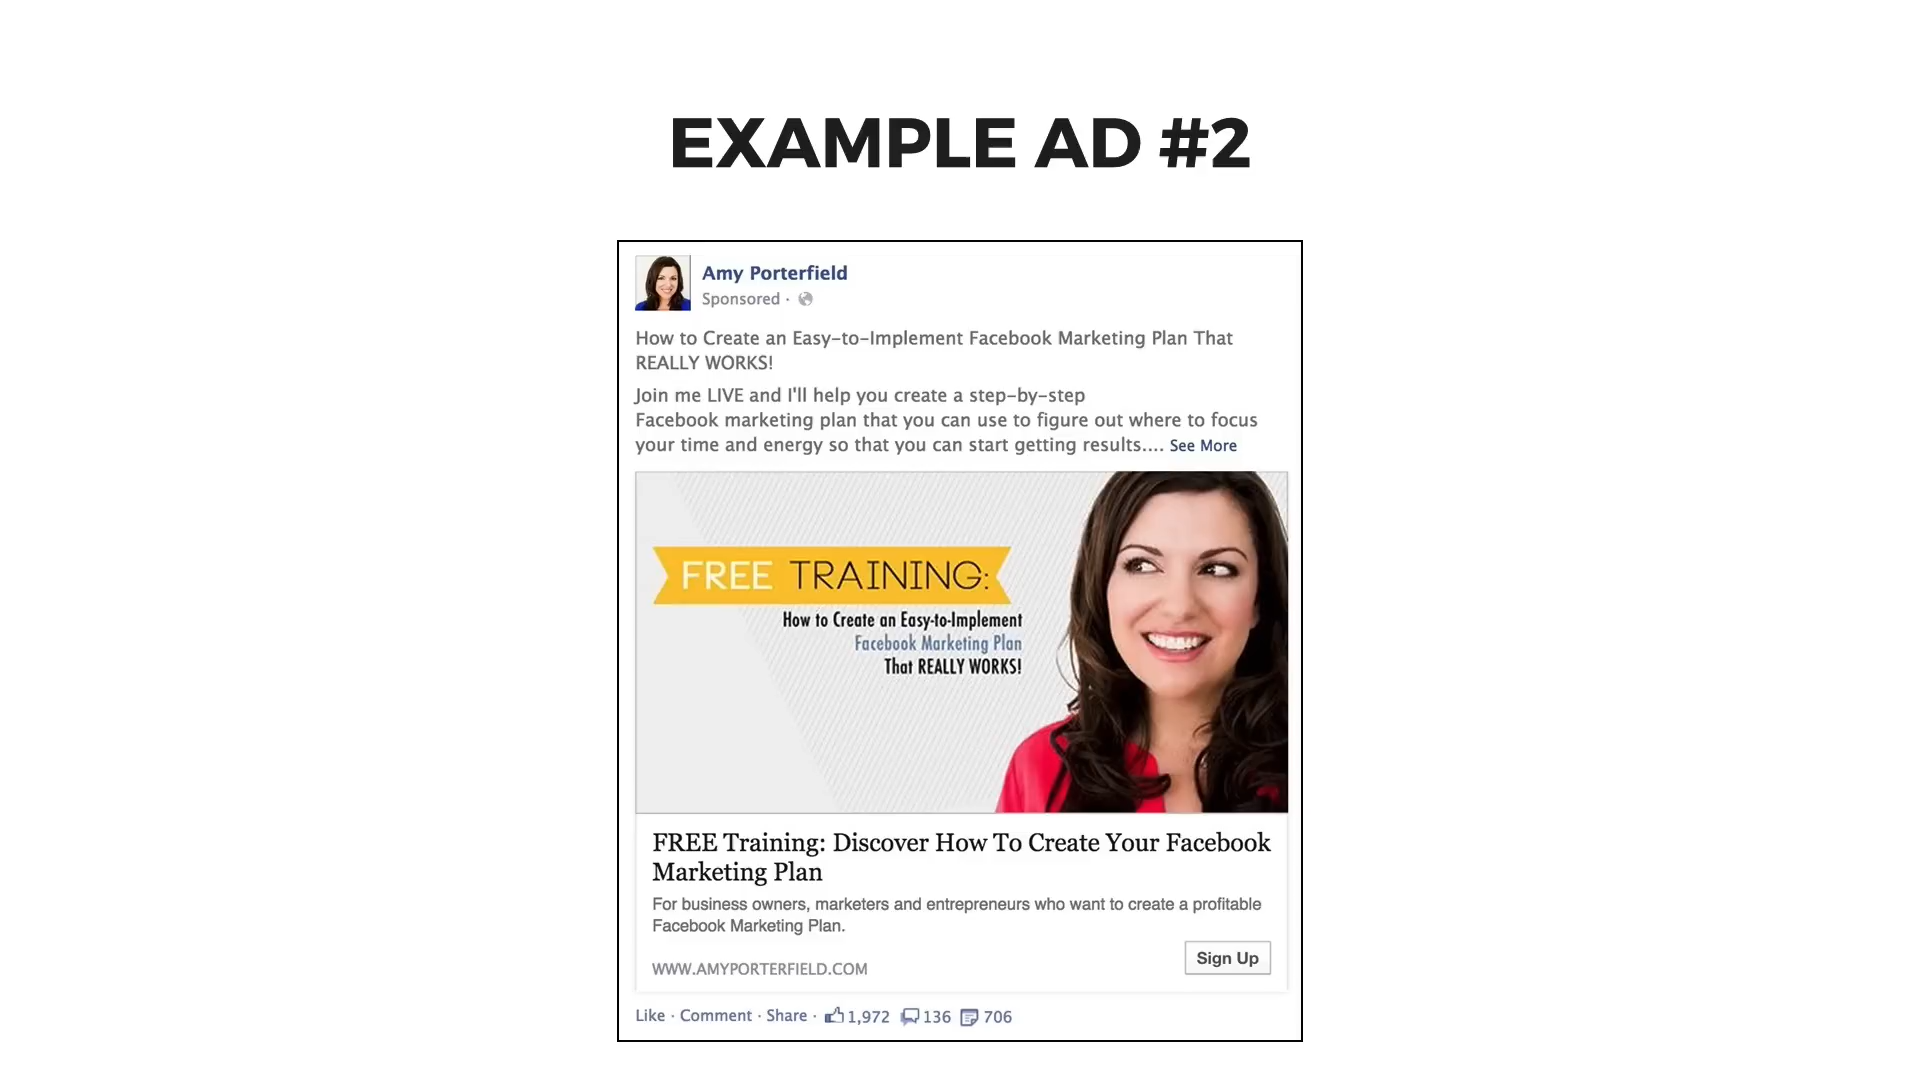 EXAMPLE AD #2
Amy Porterfield
Sponsored ·
How to Create an Easy-to-Implement Facebook Marketing Plan That
REALLY WORKS!
Join me LIVE and I'll help you create a step-by-step
Facebook marketing plan that you can use to figure out where to focus
your time and energy so that you can start getting results.... See More
FREE TRAINING:
How to Create an Easy-to-Implement
Facebook Marketing Plan
That REALLY WORKS!
FREE Training: Discover How To Create Your Facebook
Marketing Plan
For business owners, marketers and entrepreneurs who want to create a profitable
Facebook Marketing Plan.
WWW.AMYPORTERFIELD.COM
Sign Up
Like · Comment · Share · 1,972 136 706